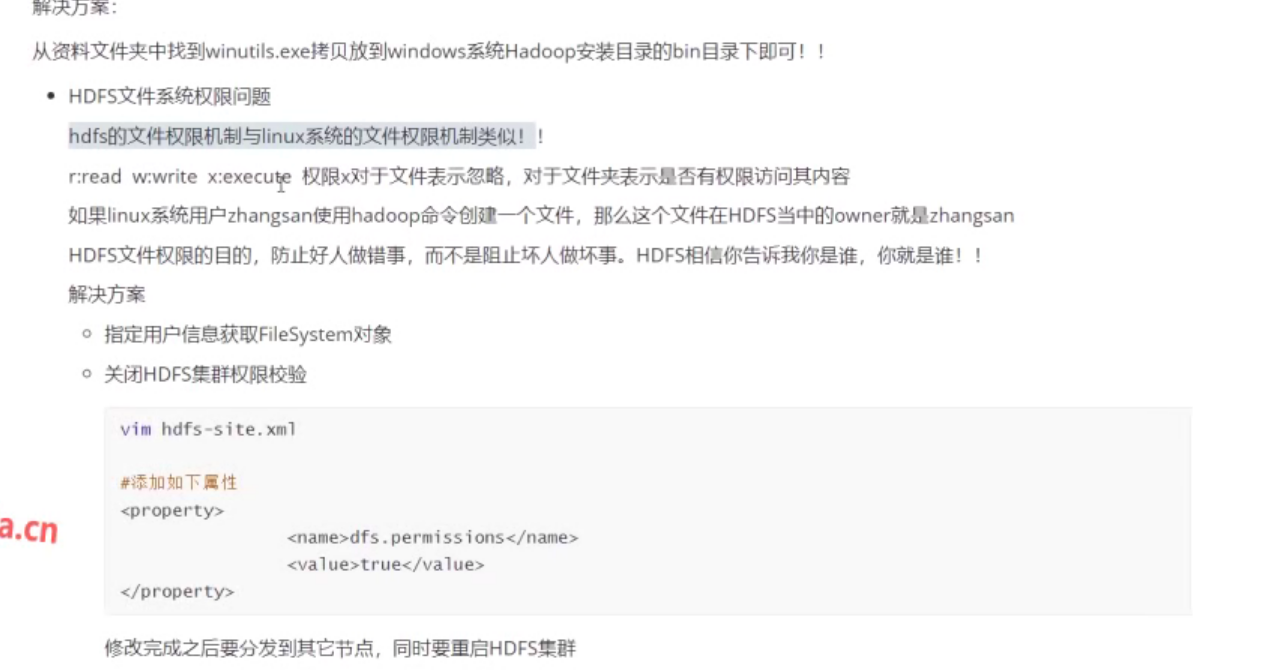 解决方案：
从资料文件夹中找到winutils.exe拷贝放到windows系统Hadoop安装目录的bin目录下即可！！
HDFS文件系统权限问题
hdfs的文件权限机制与linux系统的文件权限机制类似！！
r:read w:write x:execute 权限x对于文件表示忽略，对于文件夹表示是否有权限访问其内容
如果linux系统用户zhangsan使用hadoop命令创建一个文件，那么这个文件在HDFS当中的owner就是zhangsan
HDFS文件权限的目的，防止好人做错事，而不是阻止坏人做坏事。HDFS相信你告诉我你是谁，你就是谁！！
解决方案
指定用户信息获取FileSystem对象
关闭HDFS集群权限校验
vim hdfs-site.xml
#添加如下属性
<property>
<name>dfs.permissions</name>
<value>true</value>
</property>
a.cn
修改完成之后要分发到其它节点，同时要重启HDFS集群